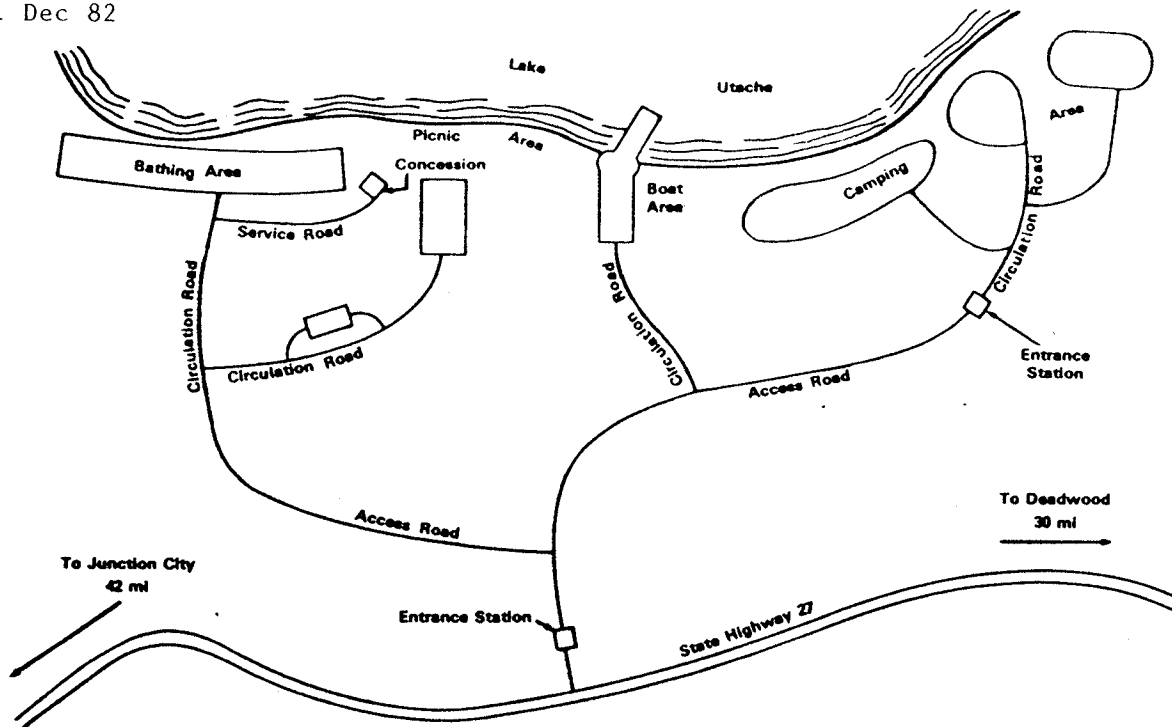 Dec 82
Lake
Utache
Picnic
Area
Area
Bathing Area
Concession
Boat
Area
Camping
Service Road
Circulation Road
Circulation Road
Circulation Road
Circulation Road
Entrance
Station
Access Road
To Deadwood
30 mi
Access Road
To Junction City
42 mi
Entrance Station
State Highway 27